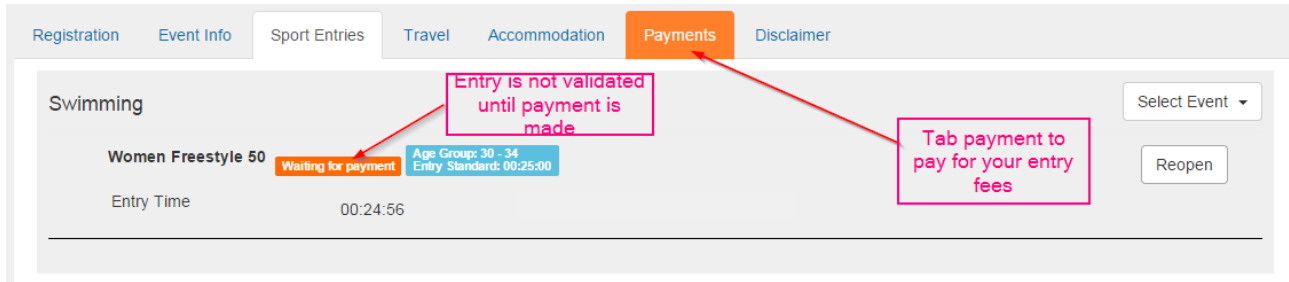 Registration Event Info Sport Entries Travel Accommodation Payments Disclaimer
Swimming
Entry is not validated
until payment is
made
Select Event
Women Freestyle 50
Waiting for payment
Age Group: 30 - 34
Entry Standard: 00:25:00
Tab payment to
pay for your entry
fees
Reopen
Entry Time
00:24:56